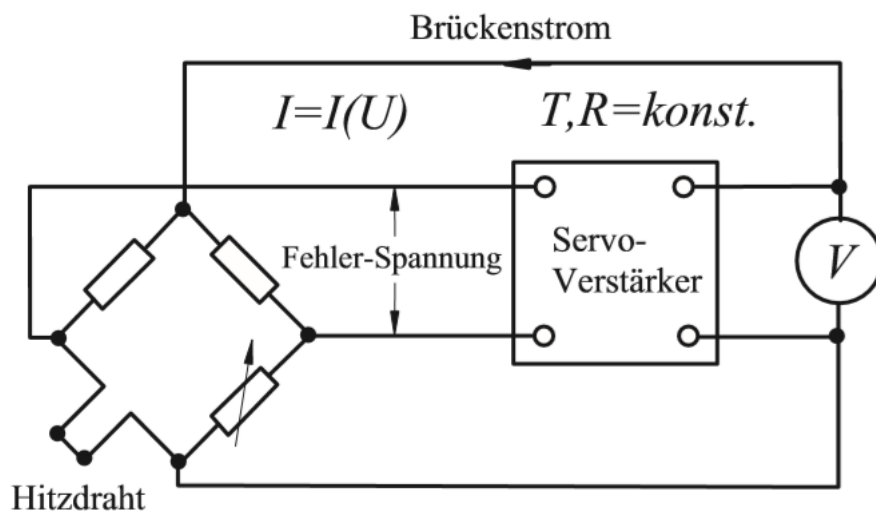 Brückenstrom
I=I(U)
T,R=konst.
Fehler-Spannung
Servo-
Verstärker
V
Hitzdraht